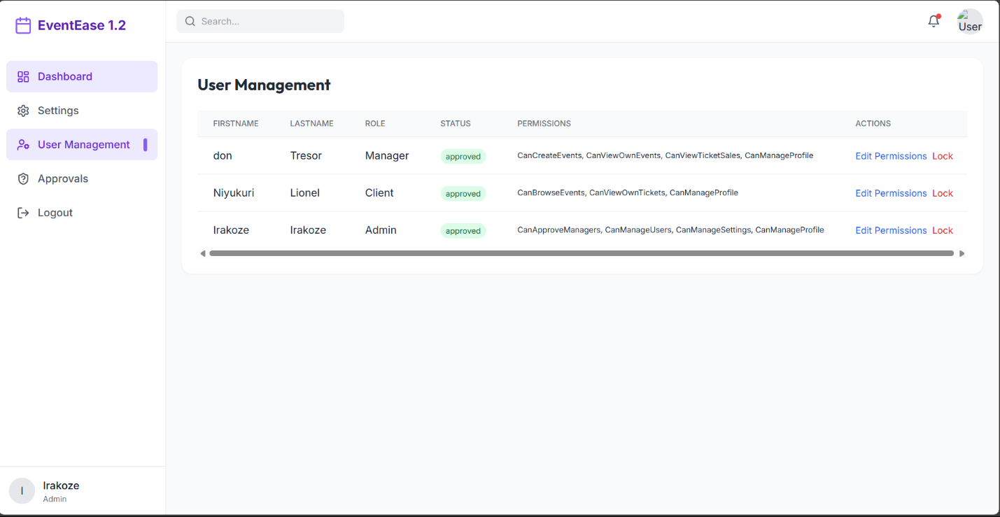 EventEase 1.2
Search...
User
Dashboard
Settings
User Management
Approvals
Logout
User Management
FIRSTNAME LASTNAME ROLE STATUS PERMISSIONS ACTIONS
don Tresor Manager approved CanCreateEvents, CanViewOwnEvents, CanViewTicketSales, CanManageProfile Edit Permissions Lock
Niyukuri Lionel Client approved CanBrowseEvents, CanViewOwnTickets, CanManageProfile Edit Permissions Lock
Irakoze Irakoze Admin approved CanApproveManagers, CanManageUsers, CanManageSettings, CanManageProfile Edit Permissions Lock
I
Irakoze
Admin